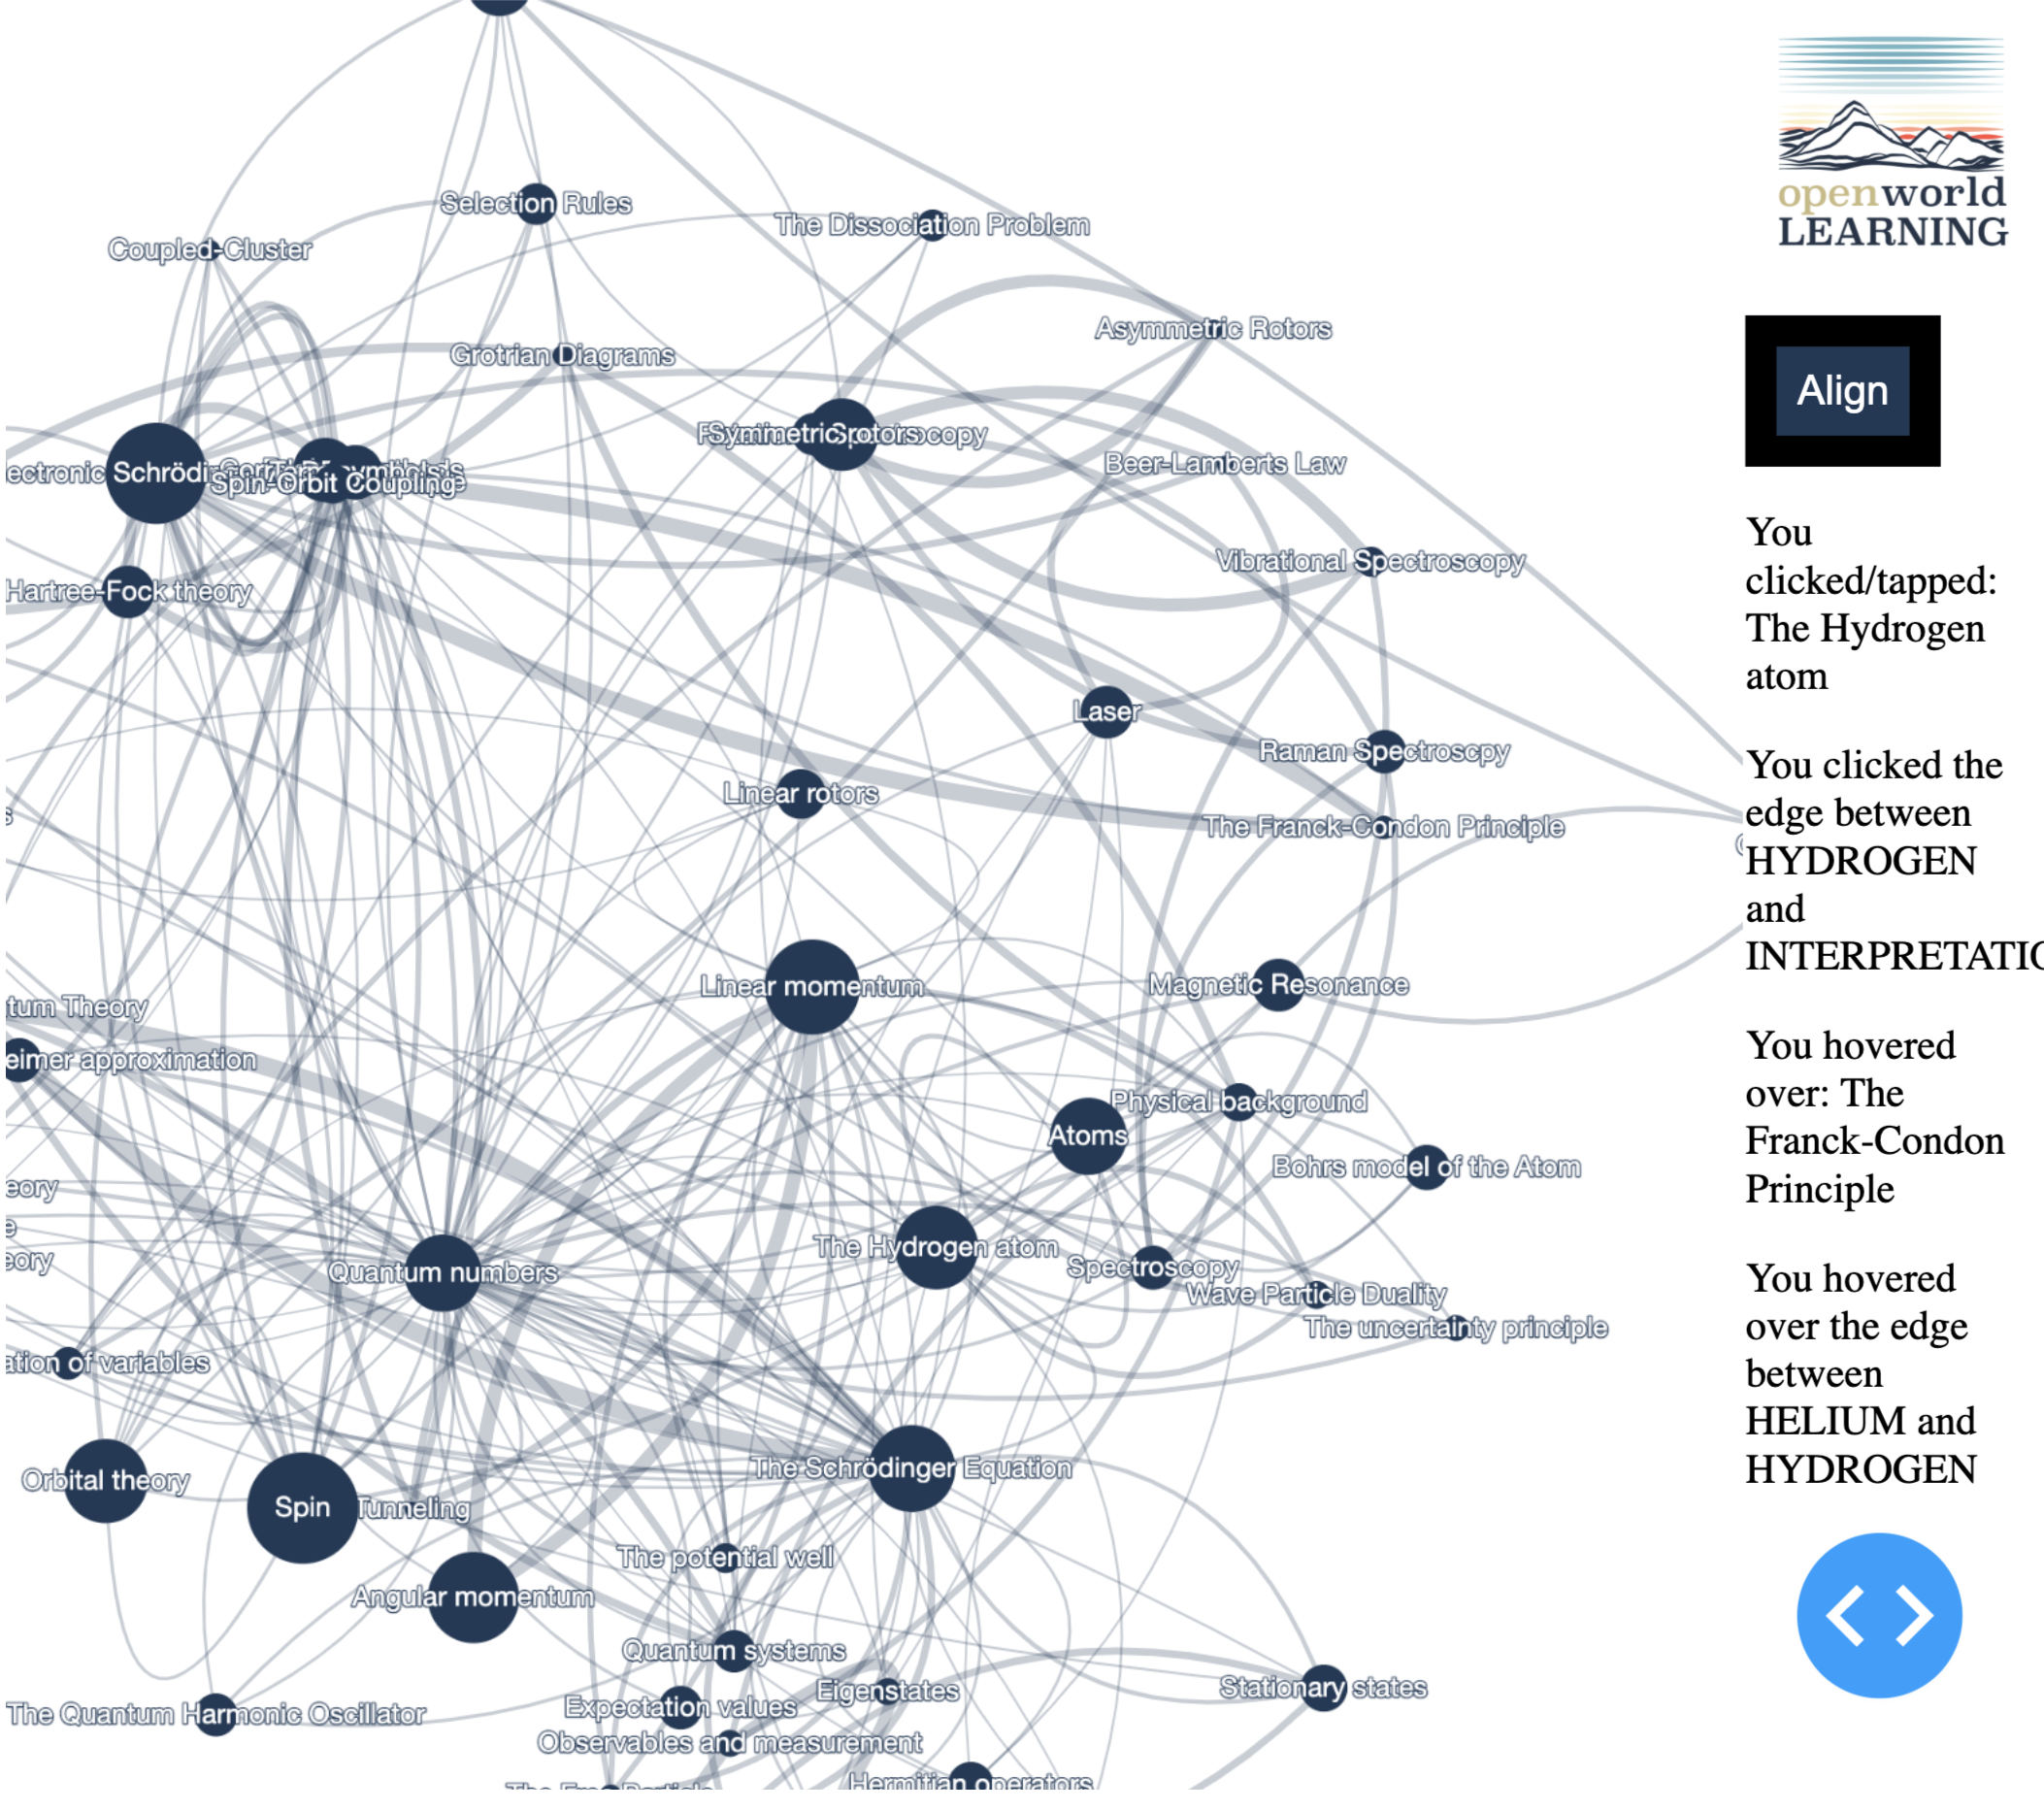 Selection Rules
The Dissociation Problem
Coupled-Cluster
Asymmetric Rotors
Grotrian Diagrams
Symmetric rotors
Beer-Lamberts Law
ectronic Schrödi
Spin-Orbit Coupling
Vibrational Spectroscopy
Hartree-Fock theory
Laser
Raman Spectroscpy
Linear rotors
The Franck-Condon Principle
Linear momentum
Magnetic Resonance
tum Theory
eimer approximation
Physical background
Atoms
Bohrs model of the Atom
eory
The Hydrogen atom
eory
Spectroscopy
Quantum numbers
Wave Particle Duality
The uncertainty principle
ation of variables
The Schrödinger Equation
Orbital theory
Spin
Tunneling
The potential well
Angular momentum
Quantum systems
Stationary states
Eigenstates
Expectation values
The Quantum Harmonic Oscillator
Observables and measurement
Hermitian operators
openworld
LEARNING
Align
You
clicked/tapped:
The Hydrogen
atom
You clicked the
edge between
HYDROGEN
and
INTERPRETATIO
You hovered
over: The
Franck-Condon
Principle
You hovered
over the edge
between
HELIUM and
HYDROGEN